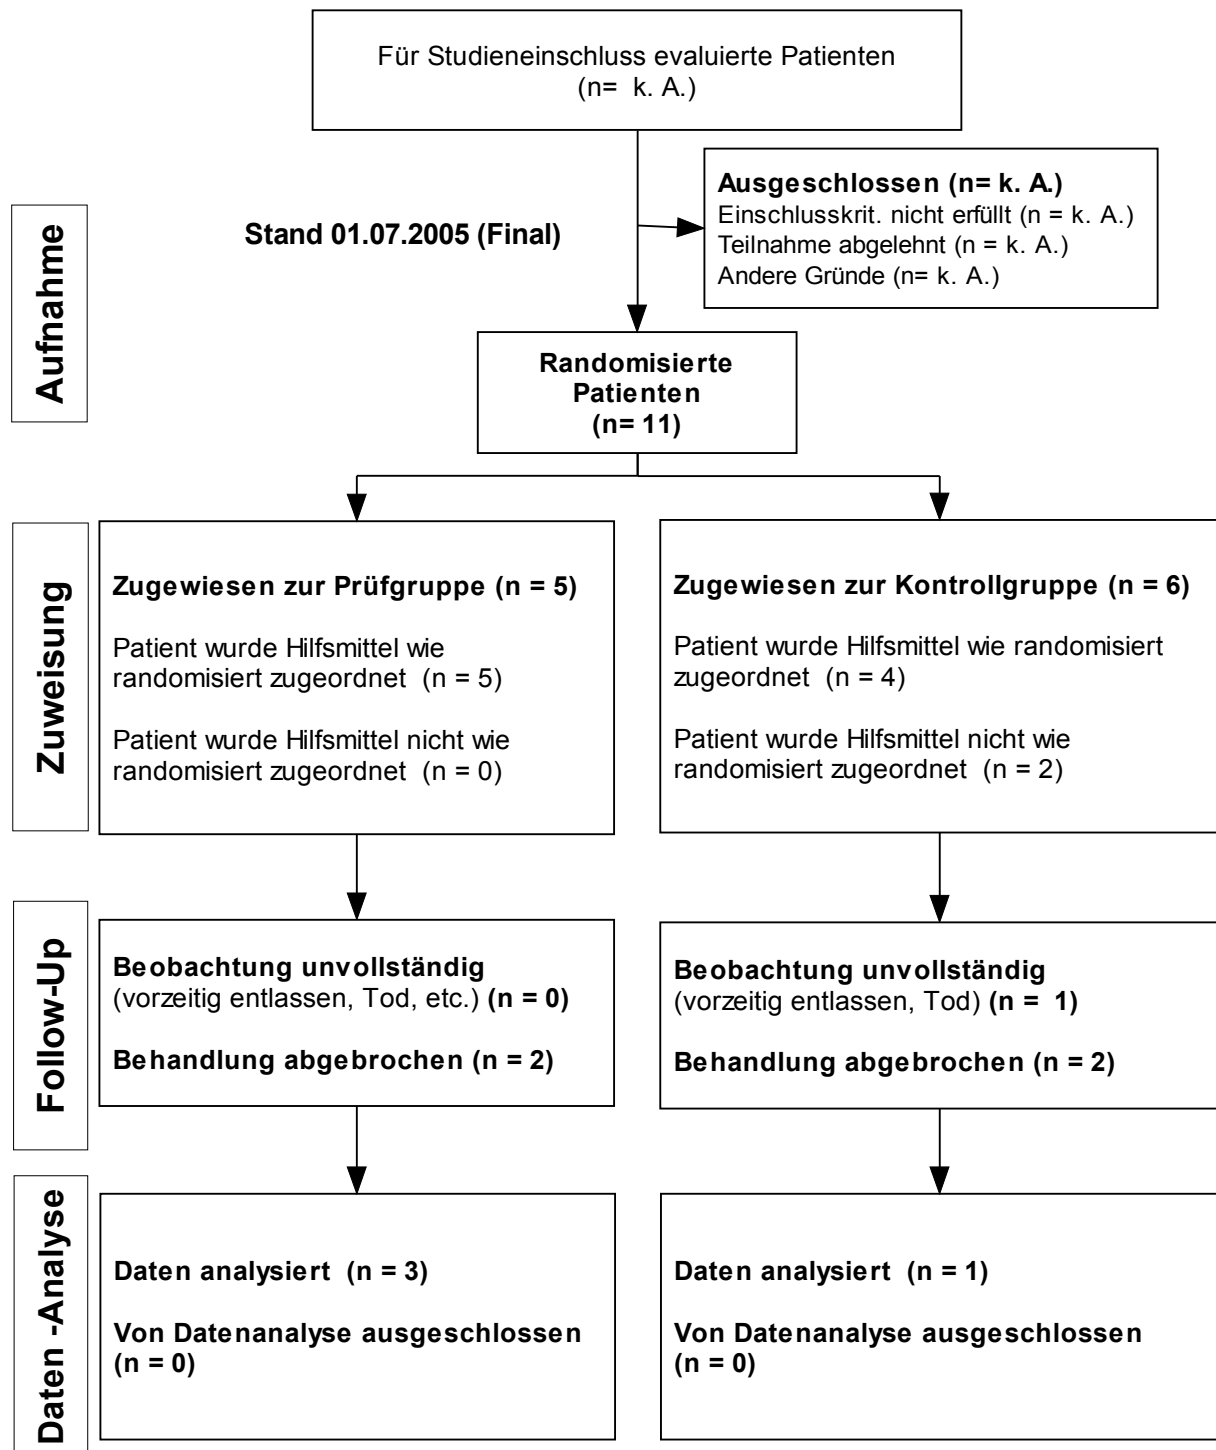 Für Studieneinschluss evaluierte Patienten
(n= k. A.)
Ausgeschlossen (n= k. A.)
Einschlusskrit. nicht erfüllt (n = k. A.)
Teilnahme abgelehnt (n = k. A.)
Andere Gründe (n= k. A.)
Stand 01.07.2005 (Final)
Aufnahme
Randomisierte
Patienten
(n= 11)
Zuweisung
Zugewiesen zur Prüfgruppe (n = 5)
Patient wurde Hilfsmittel wie
randomisiert zugeordnet (n = 5)
Patient wurde Hilfsmittel nicht wie
randomisiert zugeordnet (n = 0)
Zugewiesen zur Kontrollgruppe (n = 6)
Patient wurde Hilfsmittel wie randomisiert
zugeordnet (n = 4)
Patient wurde Hilfsmittel nicht wie
randomisiert zugeordnet (n = 2)
Follow-Up
Beobachtung unvollständig
(vorzeitig entlassen, Tod, etc.) (n = 0)
Behandlung abgebrochen (n = 2)
Beobachtung unvollständig
(vorzeitig entlassen, Tod) (n = 1)
Behandlung abgebrochen (n = 2)
Daten -Analyse
Daten analysiert (n = 3)
Von Datenanalyse ausgeschlossen
(n = 0)
Daten analysiert (n = 1)
Von Datenanalyse ausgeschlossen
(n = 0)